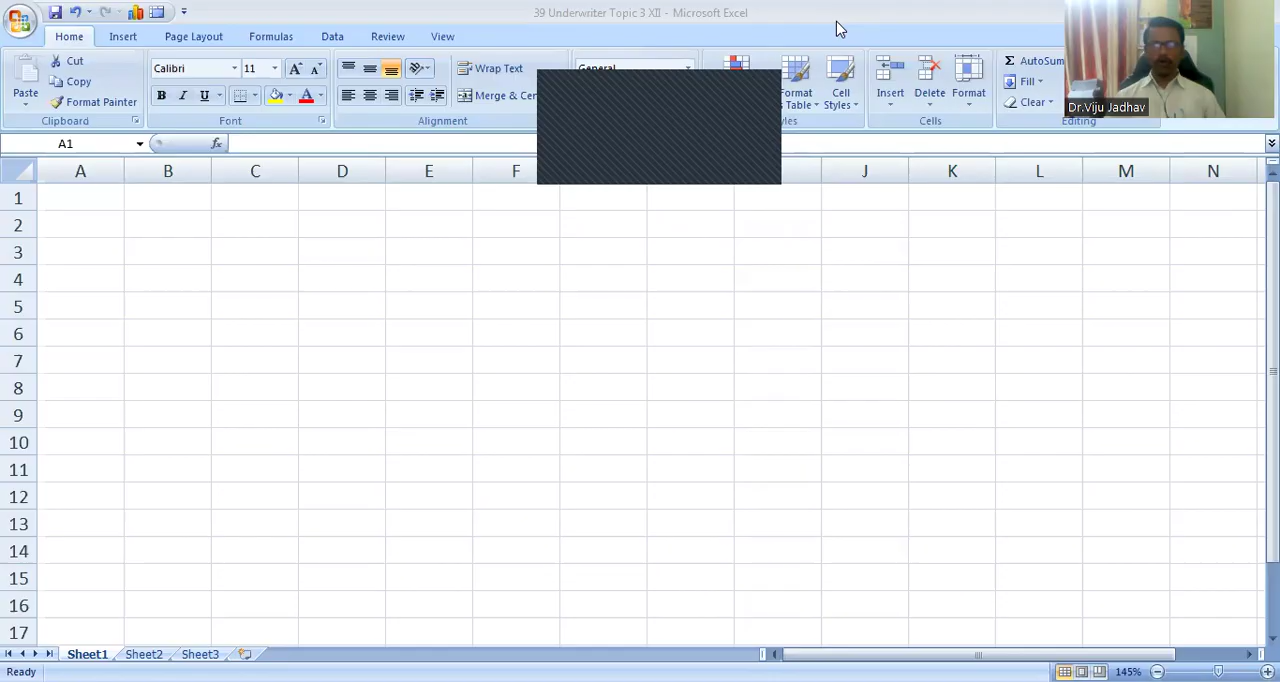 39 Underwriter Topic 3 XII - Microsoft Excel
Home Insert Page Layout Formulas Data Review View
Paste
Cut
Copy
Format Painter
Clipboard
Calibri 11
B I U
Font
Wrap Text
Merge & Cen
Alignment
General
Format
Cell
Styles
Insert Delete Format
Cells
AutoSum
Fill
Clear
Editing
Dr.Viju Jadhav
A1
fx
A B C D E F J K L M N
1
2
3
4
5
6
7
8
9
10
11
12
13
14
15
16
17
Sheet1 Sheet2 Sheet3
Ready
145%